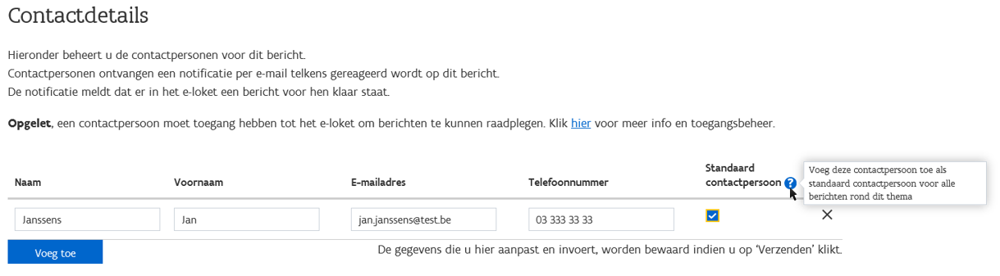 Contactdetails
Hieronder beheert u de contactpersonen voor dit bericht.
Contactpersonen ontvangen een notificatie per e-mail telkens gereageerd wordt op dit bericht.
De notificatie meldt dat er in het e-loket een bericht voor hen klaar staat.
Opgelet, een contactpersoon moet toegang hebben tot het e-loket om berichten te kunnen raadplegen. Klik hier voor meer info en toegangsbeheer.
Naam Voornaam E-mailadres Telefoonnummer Standaard contactpersoon ?
Voeg deze contactpersoon toe als
standaard contactpersoon voor alle
berichten rond dit thema
Janssens Jan jan.janssens@test.be 03 333 33 33
Voeg toe De gegevens die u hier aanpast en invoert, worden bewaard indien u op ‘Verzenden’ klikt.